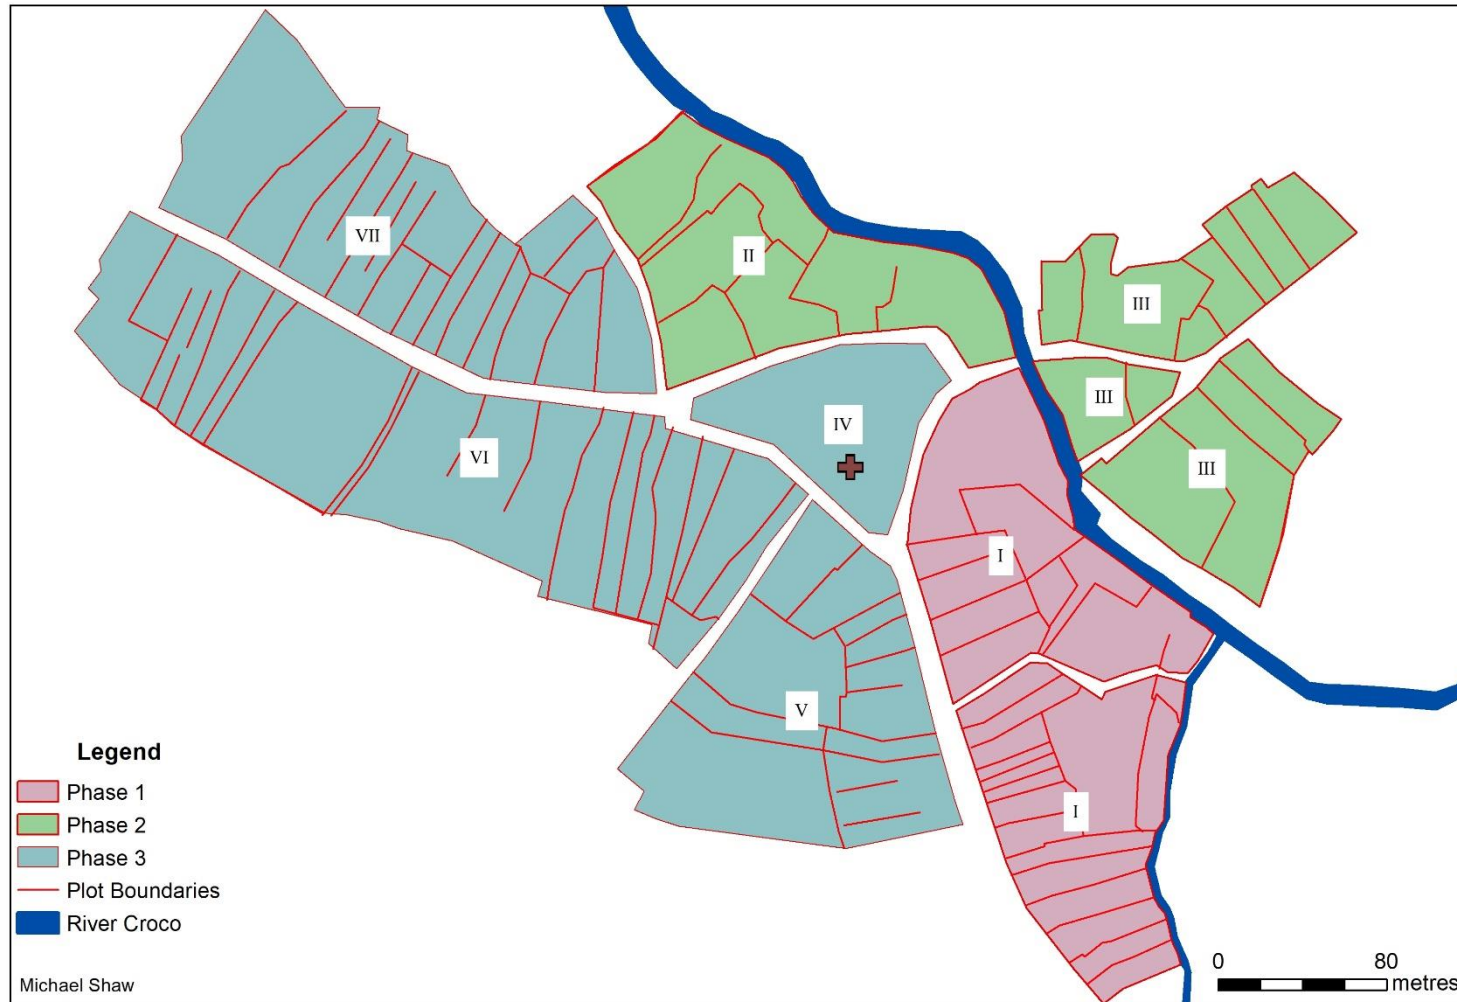 VII
II
III
III
IV
III
VI
I
V
I
Legend
Phase 1
Phase 2
Phase 3
Plot Boundaries
River Croco
Michael Shaw
0 80
metres